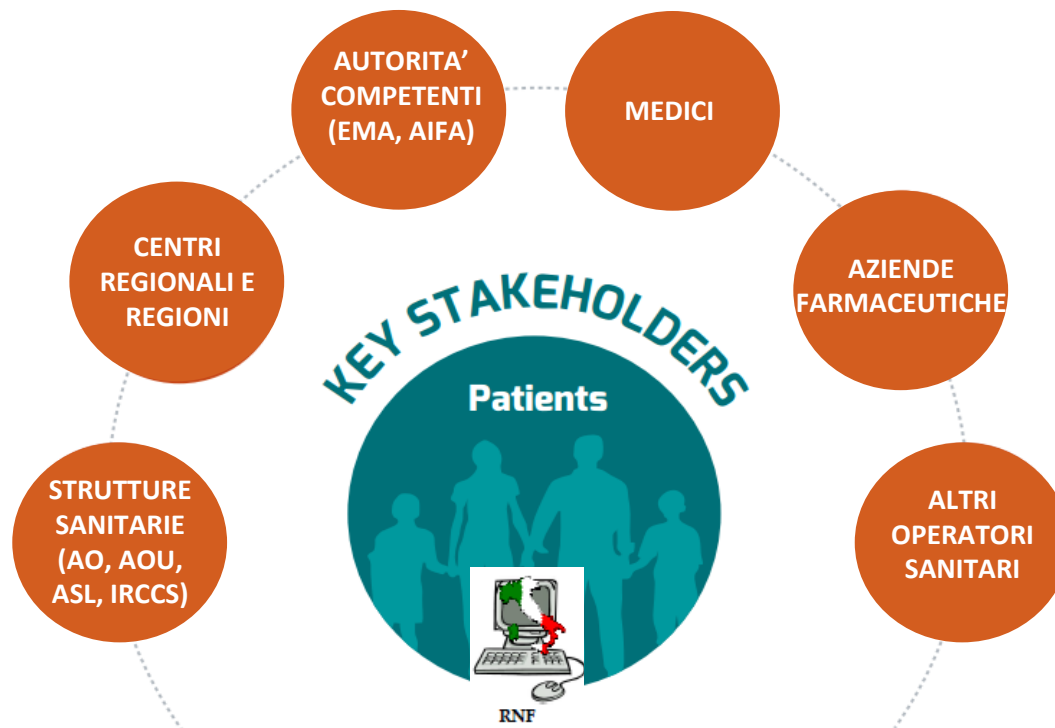 AUTORITA'
COMPETENTI
(EMA, AIFA)
MEDICI
CENTRI
REGIONALI E
REGIONI
AZIENDE
FARMACEUTICHE
KEY STAKEHOLDERS
Patients
STRUTTURE
SANITARIE
(AO, AOU,
ASL, IRCCS)
ALTRI
OPERATORI
SANITARI
RNF